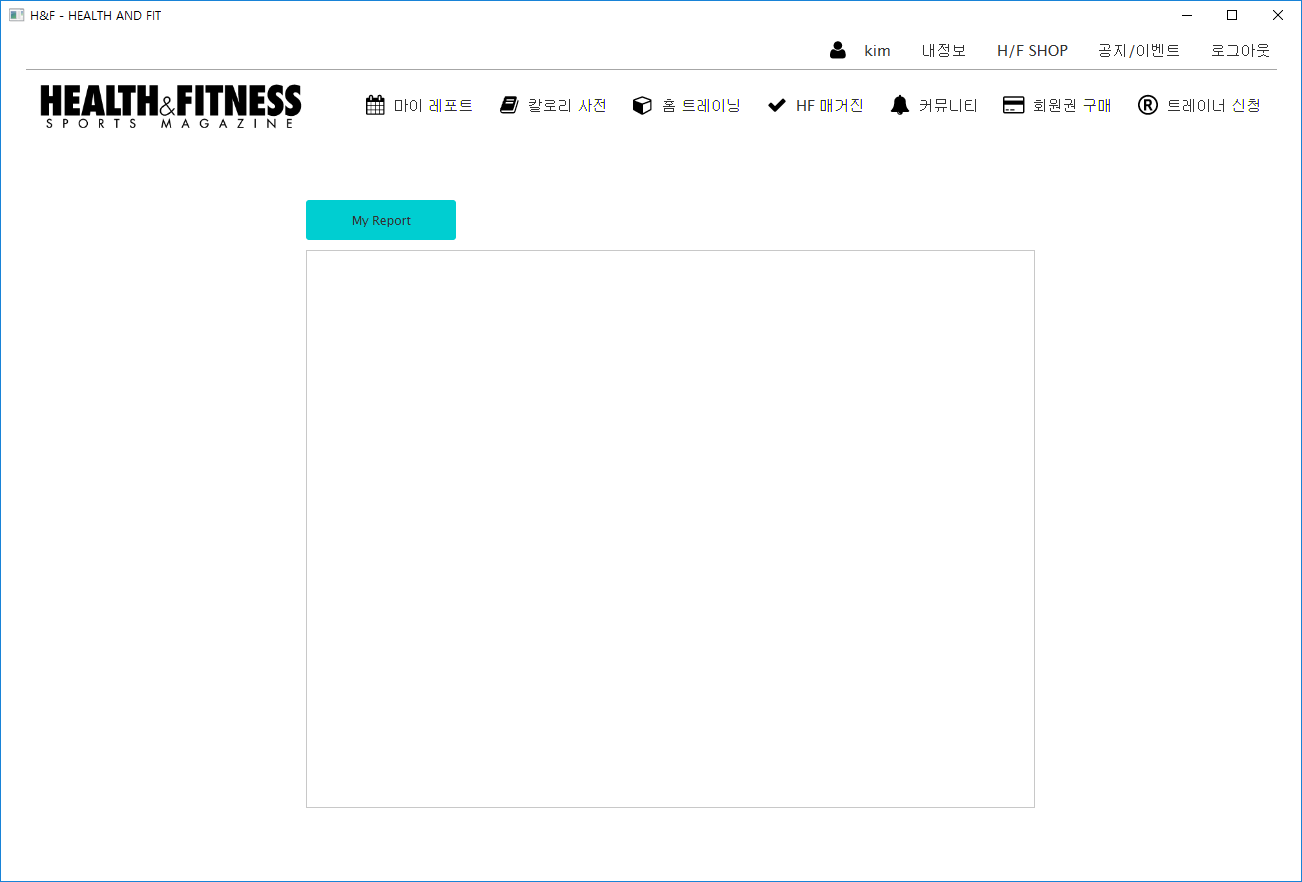 H&F - HEALTH AND FIT
kim 내정보 H/F SHOP 공지/이벤트 로그아웃
HEALTH&FITNESS
SPORTS MAGAZINE
마이 레포트 칼로리 사전 홈 트레이닝 HF 매거진 커뮤니티 회원권 구매 ® 트레이너 신청
My Report